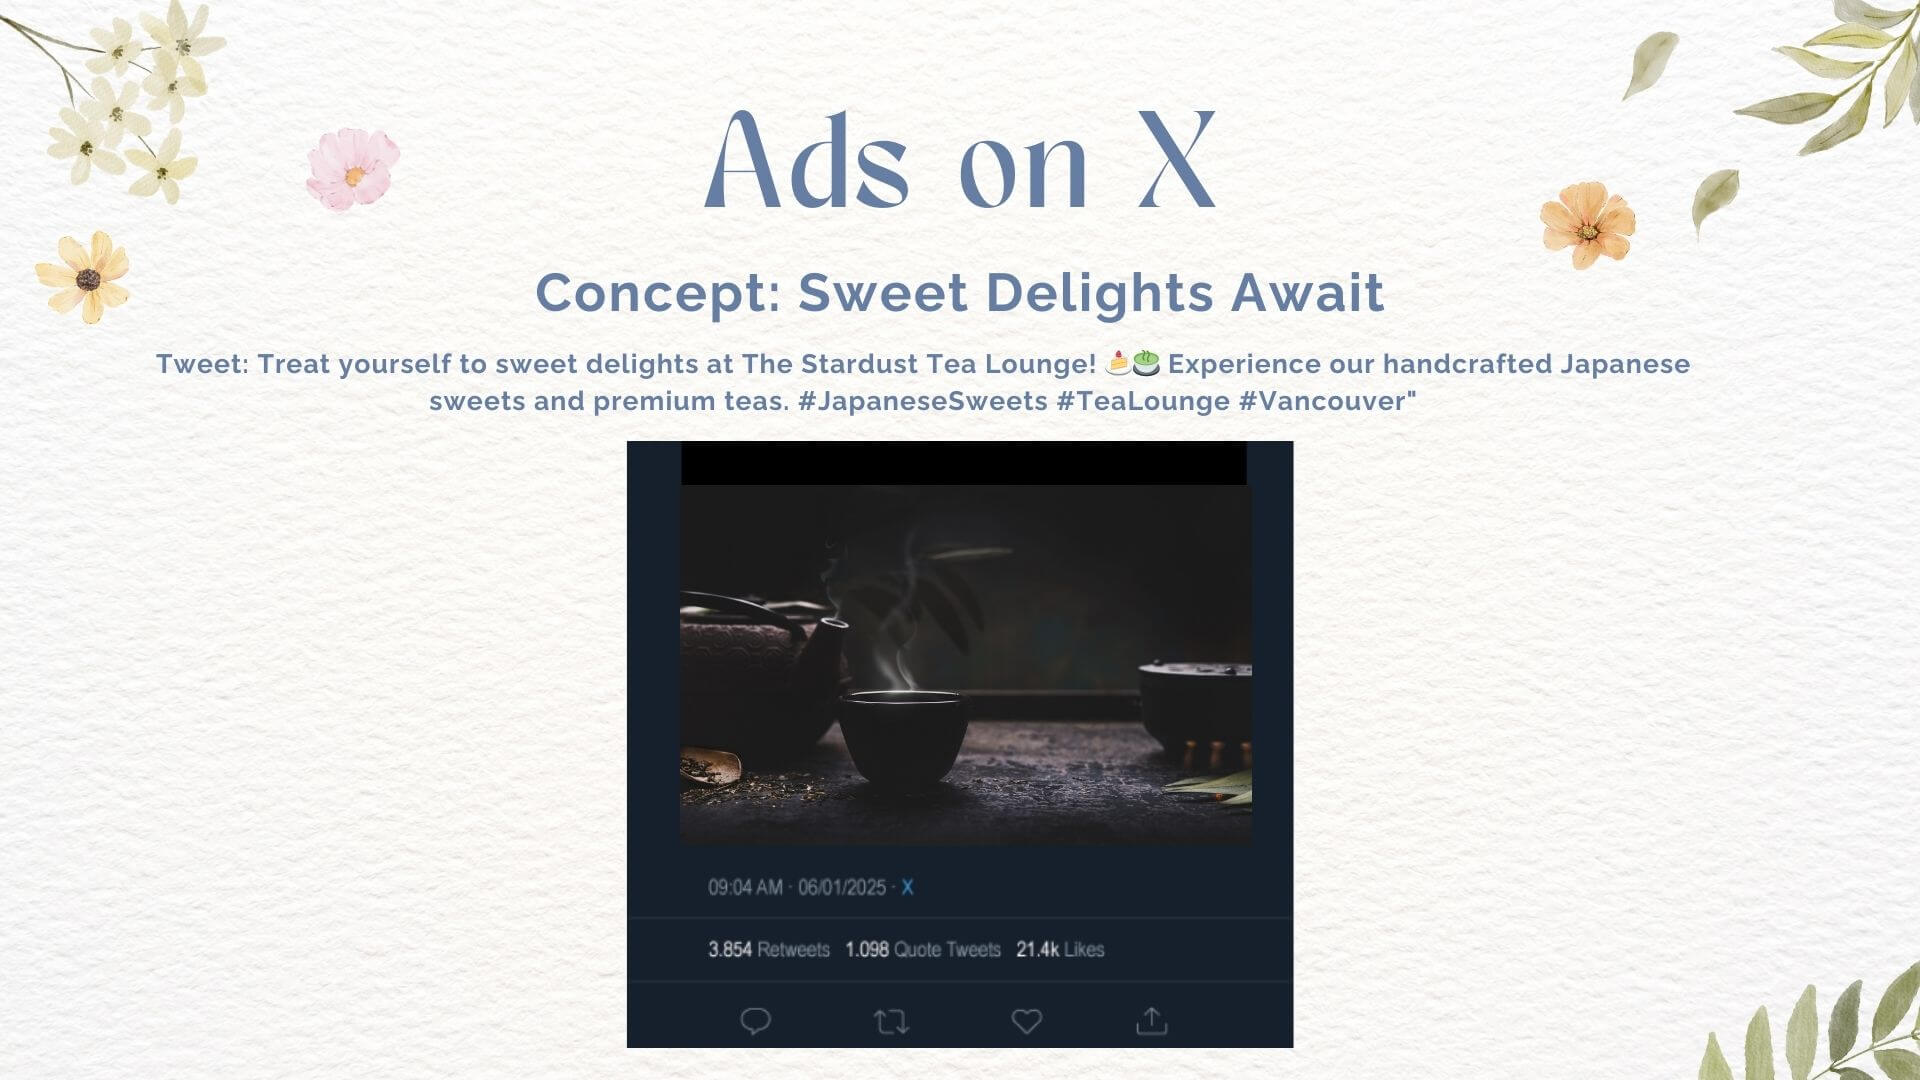 Ads on X
Concept: Sweet Delights Await
Tweet: Treat yourself to sweet delights at The Stardust Tea Lounge! 🍰🍵 Experience our handcrafted Japanese
sweets and premium teas. #JapaneseSweets #TeaLounge #Vancouver"
09:04 AM · 06/01/2025 · X
3.854 Retweets 1.098 Quote Tweets 21.4k Likes